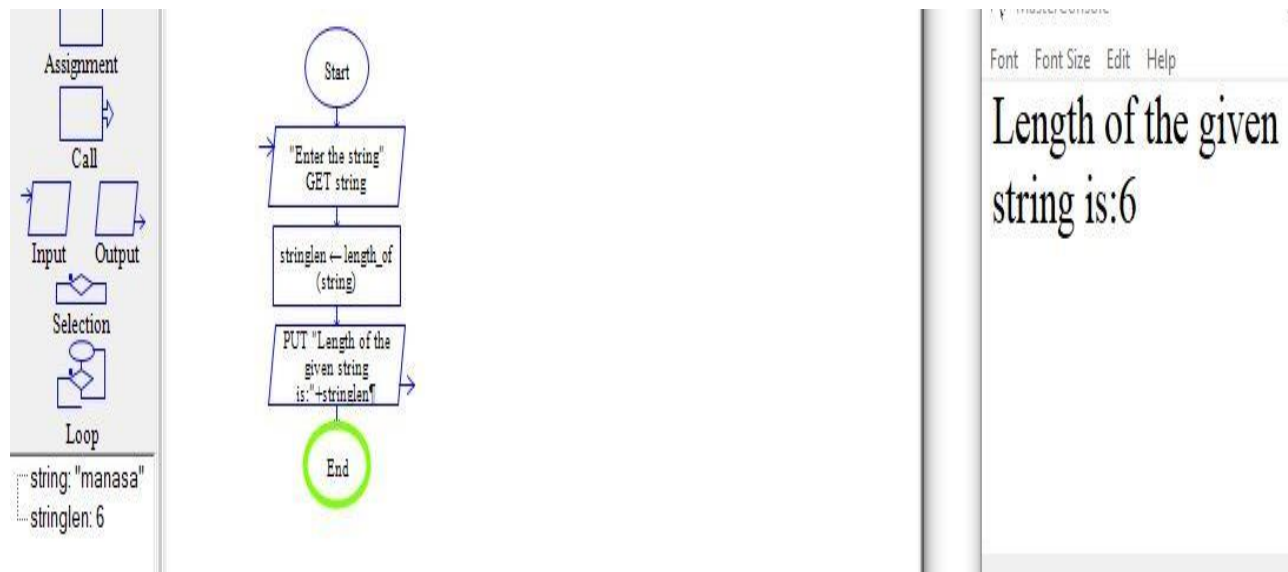 Assignment
Call
Input Output
Selection
Loop
string: "manasa"
stringlen: 6
Start
"Enter the string"
GET string
stringlen ← length_of
(string)
PUT "Length of the
given string
is:"+stringlen¶
End
MasterConsole
Font Font Size Edit Help
Length of the given
string is:6